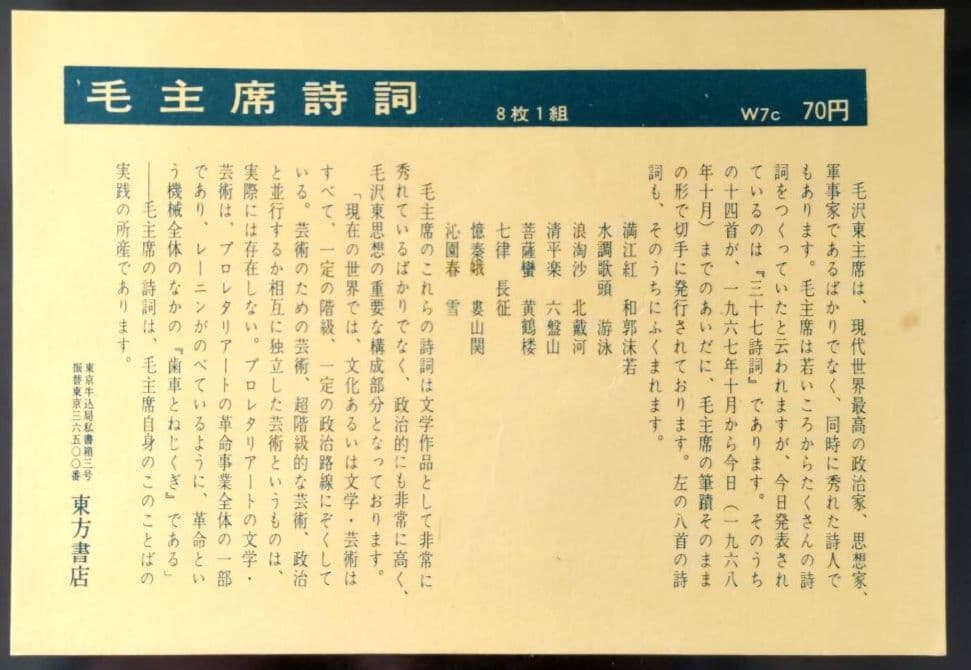 毛主席詩詞
8枚1組
W7c 70円
毛沢東主席は、現代世界最高の政治家、思想家、
軍事家であるばかりでなく、同時に秀れた詩人で
もあります。毛主席は若いころからたくさんの詩
詞をつくっていたと云われますが、今日発表され
ているのは『三十七詩詞』であります。そのうち
の十四首が、一九六七年十月から今日（一九六八
年十月）までのあいだに、毛主席の筆蹟そのまま
の形で切手に発行されております。左の八首の詩
詞も、そのうちにふくまれます。
満江紅 和郭沫若
水調歌頭 游泳
浪淘沙 北戴河
清平楽 六盤山
菩薩蠻 黄鶴楼
七律 長征
憶秦娥 婁山関
沁園春 雪
毛主席のこれらの詩詞は文学作品として非常に
秀れているばかりでなく、政治的にも非常に高く、
毛沢東思想の重要な構成部分となっております。
「現在の世界では、文化あるいは文学・芸術は
すべて、一定の階級、一定の政治路線にぞくして
いる。芸術のための芸術、超階級的な芸術、政治
と並行するか相互に独立した芸術というものは、
実際には存在しない。プロレタリアートの文学・
芸術は、プロレタリアートの革命事業全体の一部
であり、レーニンがのべているように、革命とい
う機械全体のなかの『歯車とねじくぎ』である」
――毛主席の詩詞は、毛主席自身のこのことばの
実践の所産であります。
東京牛込局私書箱三号
振替東京三六五〇〇番
東方書店